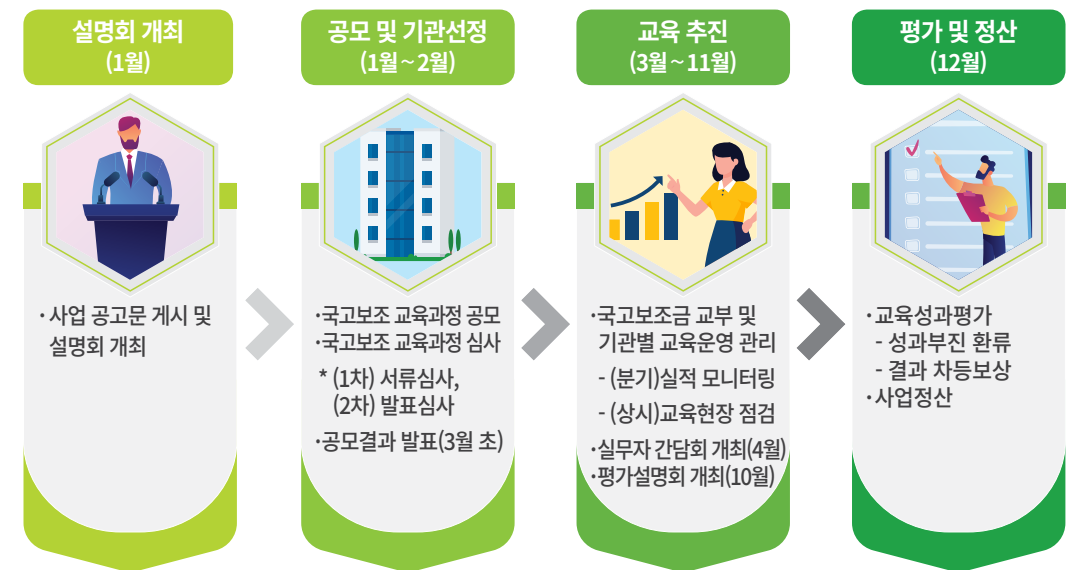 설명회 개최
(1월)
· 사업 공고문 게시 및
설명회 개최
공모 및 기관선정
(1월~2월)
·국고보조 교육과정 공모
·국고보조 교육과정 심사
* (1차) 서류심사,
(2차) 발표심사
·공모결과 발표(3월 초)
교육 추진
(3월~11월)
·국고보조금 교부 및
기관별 교육운영 관리
- (분기)실적 모니터링
- (상시)교육현장 점검
·실무자 간담회 개최(4월)
·평가설명회 개최(10월)
평가 및 정산
(12월)
·교육성과평가
- 성과부진 환류
- 결과 차등보상
·사업정산